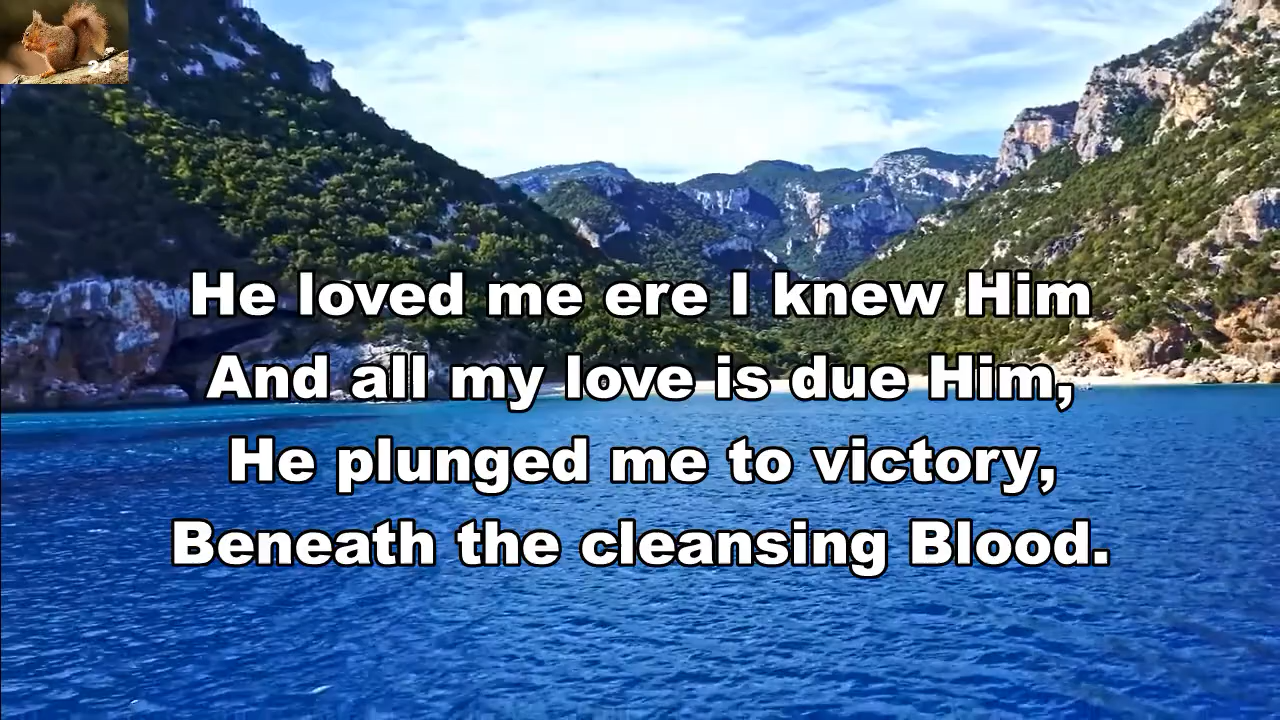 24
He loved me ere I knew Him
And all my love is due Him,
He plunged me to victory,
Beneath the cleansing Blood.